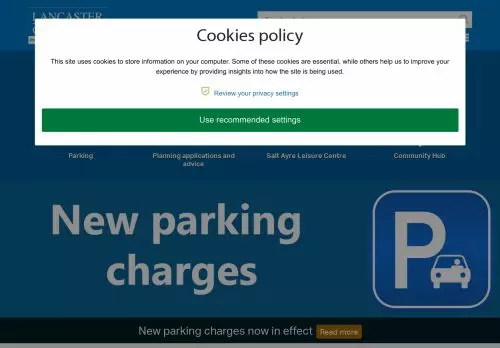 LANCASTER
Cookies policy
This site uses cookies to store information on your computer. Some of these cookies are essential, while others help us to improve your
experience by providing insights into how the site is being used.
Review your privacy settings
Use recommended settings
Parking
Planning applications and
advice
Salt Ayre Leisure Centre
Community Hub
New parking
charges
P
New parking charges now in effect Read more